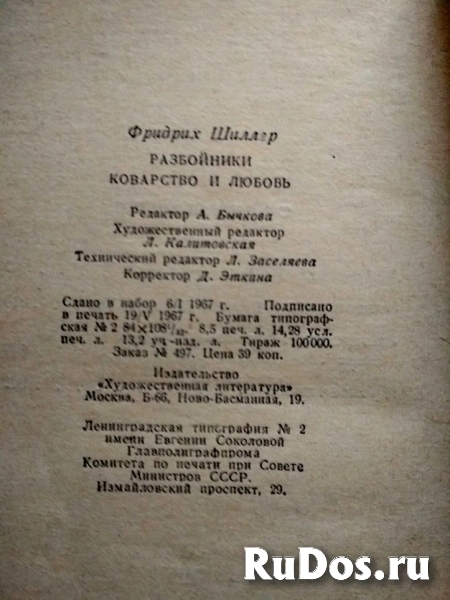 Фридрих Шиллер
РАЗБОЙНИКИ
КОВАРСТВО И ЛЮБОВЬ
Редактор А. Бычкова
Художественный редактор
Л. Калитовская
Технический редактор Л. Заселяева
Корректор Д. Эткина
Сдано в набор 6/I 1967 г. Подписано
в печать 19/V 1967 г. Бумага типограф-
ская № 2 84×108¹/₃₂. 8,5 печ. л. 14,28 усл.
печ. л. 13,2 уч-изд. л. Тираж 100000.
Заказ № 497. Цена 39 коп.
Издательство
«Художественная литература»
Москва, Б-66, Ново-Басманная, 19.
Ленинградская типография № 2
имени Евгении Соколовой
Главполиграфпрома
Комитета по печати при Совете
Министров СССР.
Измайловский проспект, 29.
RuDos.ru